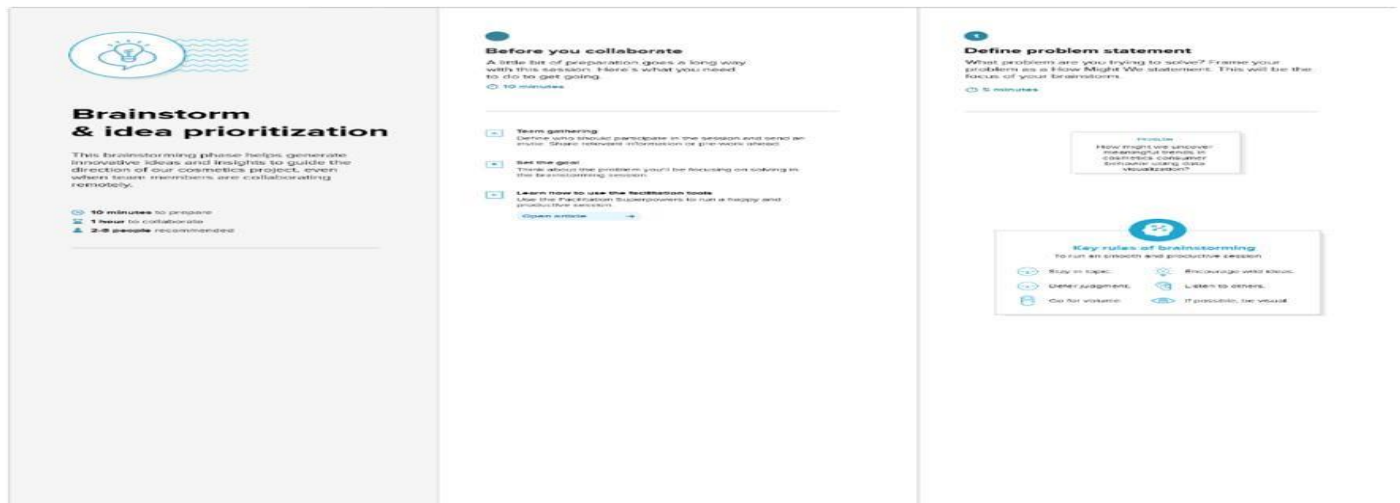 Brainstorm
& idea prioritization
This brainstorming phase helps generate
innovative ideas and insights to guide the
direction of our cosmetics project, even
when team members are collaborating
remotely.
10 minutes to prepare
1 hour to collaborate
2-8 people recommended
Before you collaborate
A little bit of preparation goes a long way
with this session. Here's what you need
to do to get going.
10 minutes
Team gathering
Define who should participate in the session and send an
invite. Share relevant information or pre-work ahead.
Set the goal
Think about the problem you'll be focusing on solving in
the brainstorming session.
Learn how to use the facilitation tools
Use the Facilitation Superpowers to run a happy and
productive session.
Open article
1
Define problem statement
What problem are you trying to solve? Frame your
problem as a How Might We statement. This will be the
focus of your brainstorm.
5 minutes
PROBLEM
How might we uncover
meaningful trends in
cosmetics consumer
behavior using data
visualization?
Key rules of brainstorming
To run an smooth and productive session
Stay in topic. Encourage wild ideas.
Defer judgment. Listen to others.
Go for volume. If possible, be visual.